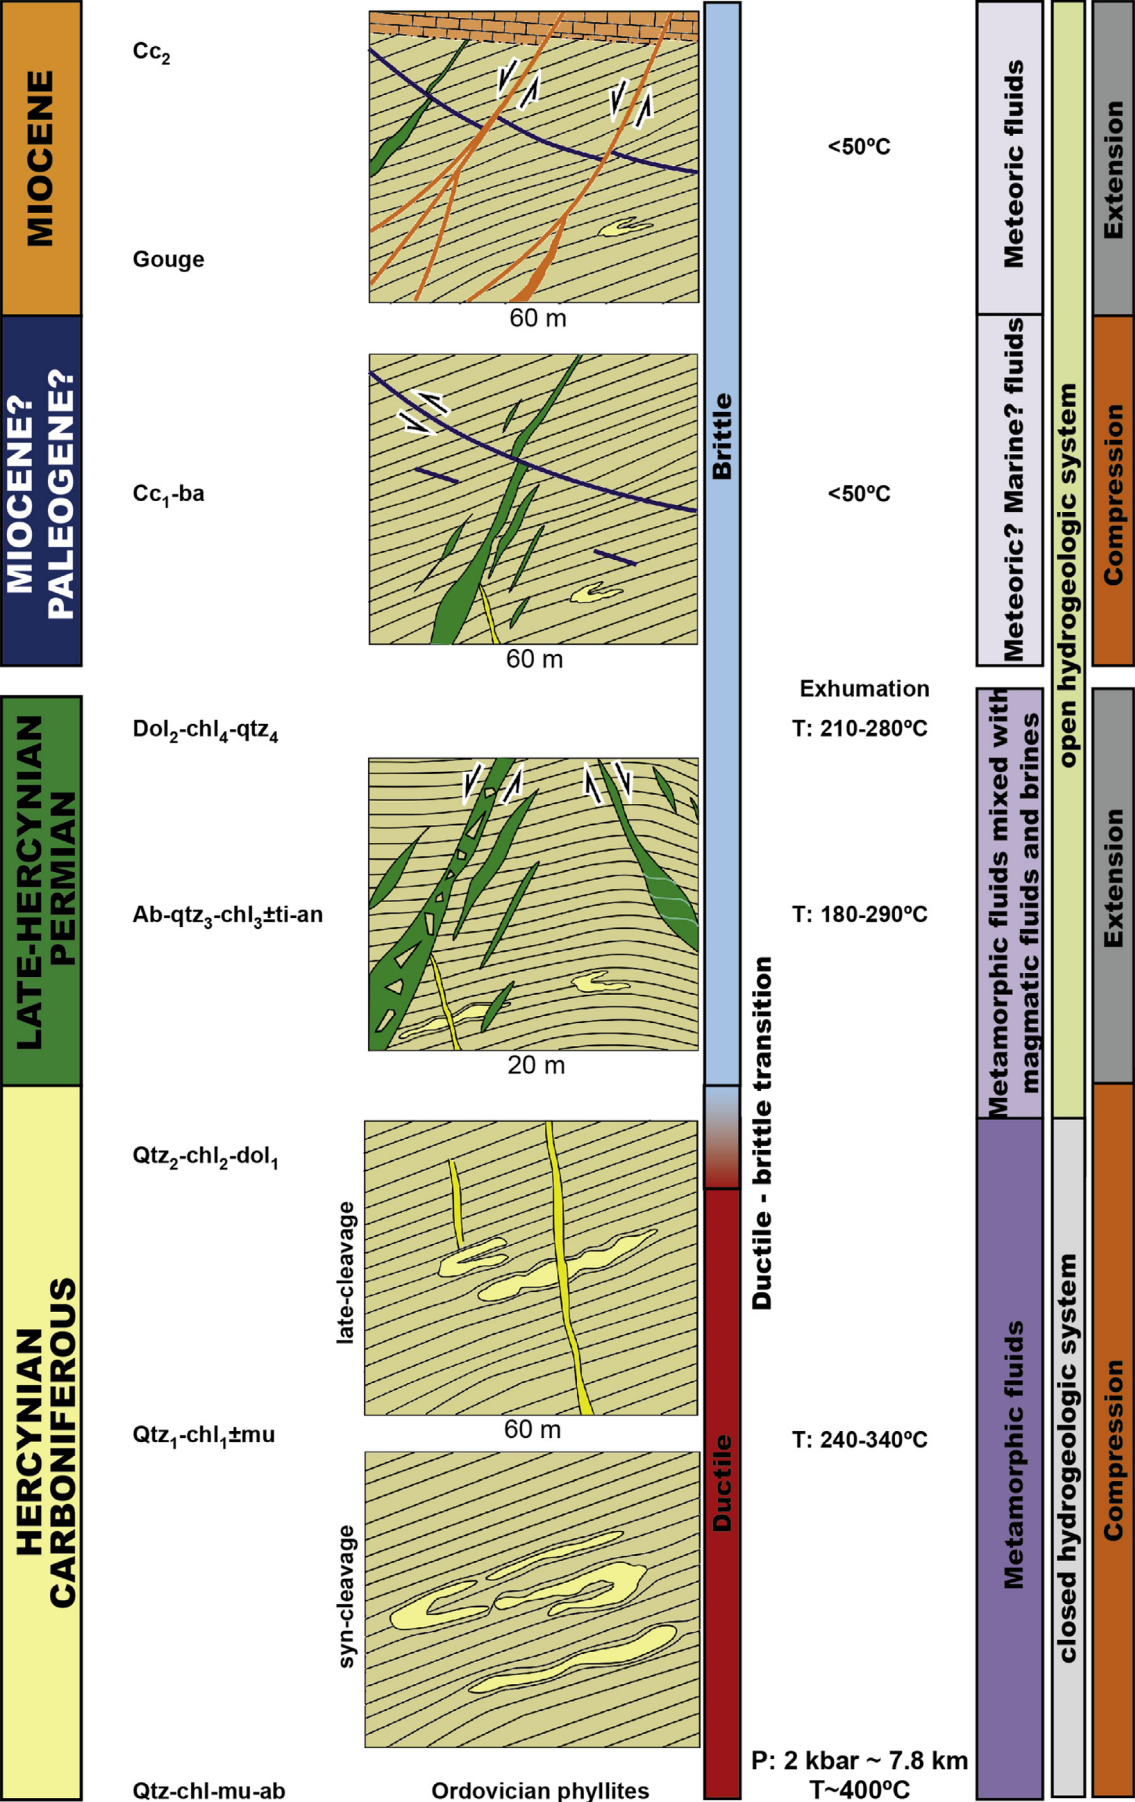 MIOCENE
Cc₂
Gouge
60 m
<50ºC
Meteoric fluids
Extension
MIOCENE?
PALEOGENE?
Cc₁-ba
60 m
Brittle
<50ºC
Meteoric? Marine? fluids
open hydrogeologic system
Compression
LATE-HERCYNIAN
PERMIAN
Dol₂-chl₄-qtz₄
Ab-qtz₃-chl₃±ti-an
20 m
Exhumation
T: 210-280ºC
T: 180-290ºC
Metamorphic fluids mixed with
magmatic fluids and brines
Extension
Ductile - brittle transition
HERCYNIAN
CARBONIFEROUS
Qtz₂-chl₂-dol₁
late-cleavage
60 m
Qtz₁-chl₁±mu
syn-cleavage
Ductile
T: 240-340ºC
Metamorphic fluids
closed hydrogeologic system
Compression
P: 2 kbar ~ 7.8 km
Qtz-chl-mu-ab
Ordovician phyllites
T~400ºC